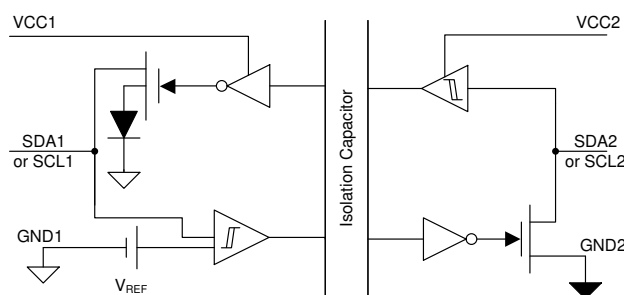 VCC1
VCC2
Isolation Capacitor
SDA1
or SCL1
SDA2
or SCL2
GND1
GND2
VREF